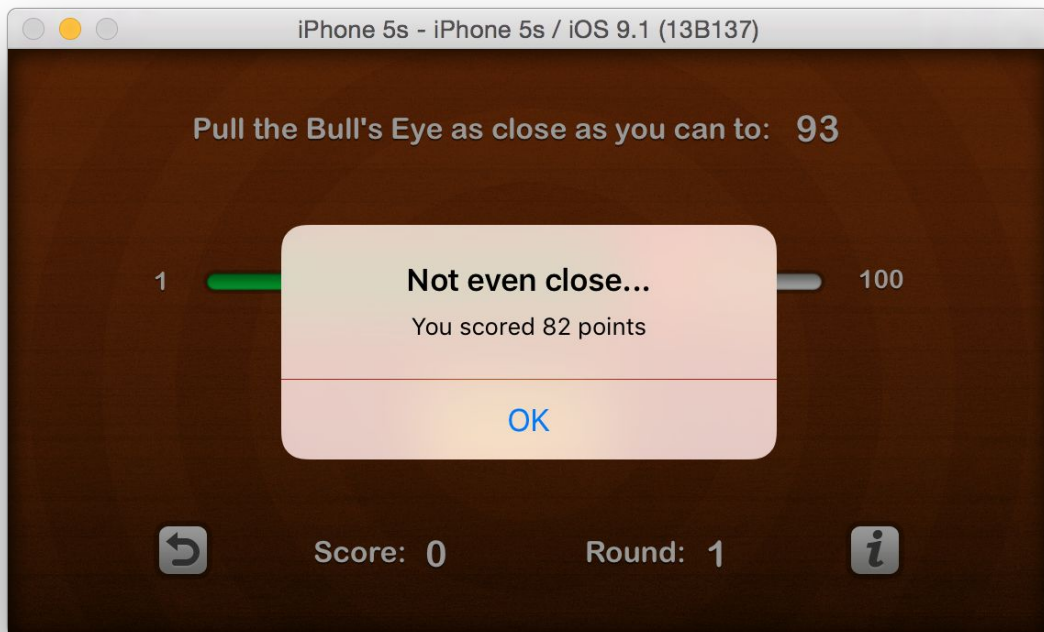 iPhone 5s - iPhone 5s / iOS 9.1 (13B137)
Pull the Bull's Eye as close as you can to: 93
1 100
Not even close...
You scored 82 points
OK
Score: 0 Round: 1 i